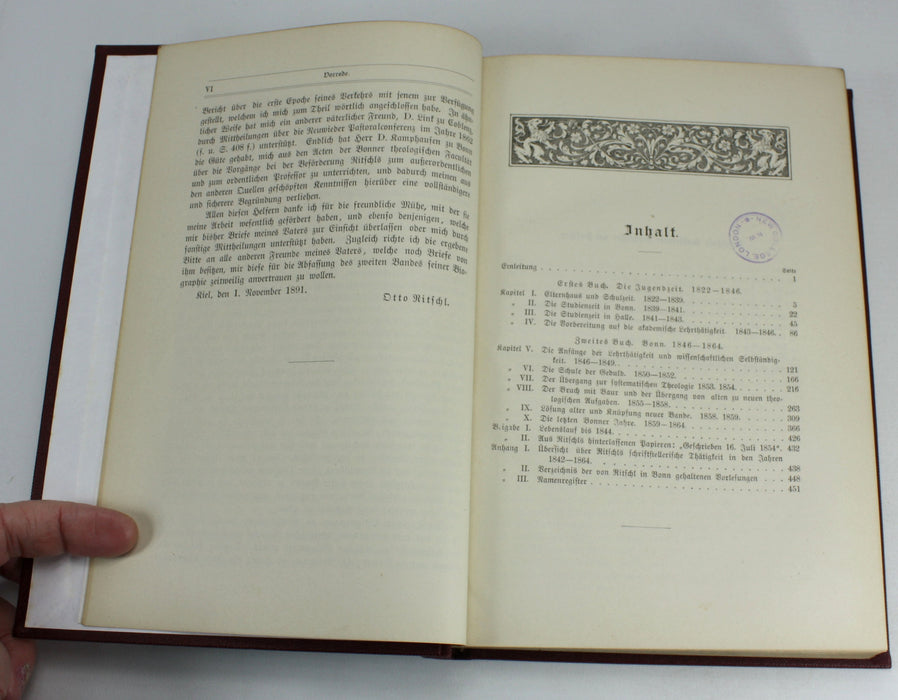 VI
Vorrede.
Bericht über die erste Epoche seines Verkehrs mit jenem zur Verfügung
gestellt, welchem ich mich zum Theil wörtlich angeschlossen habe. In ähn-
licher Weise hat mich ein anderer väterlicher Freund, D. Link zu Coblenz,
durch Mittheilungen über die Neuwieder Pastoralconferenz im Jahre 1862
(s. u. S. 408 f.) unterstützt. Endlich hat Herr D. Kamphausen zu Bonn
die Güte gehabt, mich aus den Acten der Bonner theologischen Facultät
über die Vorgänge bei der Beförderung Ritschls zum außerordentlichen
und zum ordentlichen Professor zu unterrichten, und dadurch meinen aus
den anderen Quellen geschöpften Kenntnissen hierüber eine vollständigere
und sicherere Begründung verliehen.
Allen diesen Helfern danke ich für die freundliche Mühe, mit der sie
meine Arbeit wesentlich gefördert haben, und ebenso denjenigen, welche
mir bisher Briefe meines Vaters zur Einsicht überlassen oder mich durch
sonstige Mittheilungen unterstützt haben. Zugleich richte ich die ergebene
Bitte an alle anderen Freunde meines Vaters, welche noch Briefe von
ihm besitzen, mir diese für die Abfassung des zweiten Bandes seiner Bio-
graphie zeitweilig anvertrauen zu wollen.
Kiel, den 1. November 1891.
Otto Ritschl.
Inhalt.
NEW COLLEGE LONDON
Seite
Einleitung . . . 1
Erstes Buch. Die Jugendzeit. 1822—1846.
Kapitel I. Elternhaus und Schulzeit. 1822—1839. . . . 3
„ II. Die Studienzeit in Bonn. 1839—1841. . . . 22
„ III. Die Studienzeit in Halle. 1841—1843. . . . 45
„ IV. Die Vorbereitung auf die akademische Lehrthätigkeit. 1843—1846. . 86
Zweites Buch. Bonn. 1846—1864.
Kapitel V. Die Anfänge der Lehrthätigkeit und wissenschaftlichen Selbständig-
keit. 1846—1849. . . . 121
„ VI. Die Schule der Geduld. 1850—1852. . . . 166
„ VII. Der Übergang zur systematischen Theologie 1853. 1854. . . . 216
„ VIII. Der Bruch mit Baur und der Übergang von alten zu neuen theo-
logischen Aufgaben. 1855—1858. . . . 263
„ IX. Lösung alter und Knüpfung neuer Bande. 1858. 1859. . . . 309
„ X. Die letzten Bonner Jahre. 1859—1864 . . . 366
Beigabe I. Lebenslauf bis 1844. . . . 426
„ II. Aus Ritschls hinterlassenen Papieren: „Geschrieben 16. Juli 1854“. 432
Anhang I. Übersicht über Ritschls schriftstellerische Thätigkeit in den Jahren
1842—1864. . . . 438
„ II. Verzeichnis der von Ritschl in Bonn gehaltenen Vorlesungen . . . 448
„ III. Namenregister . . . 451